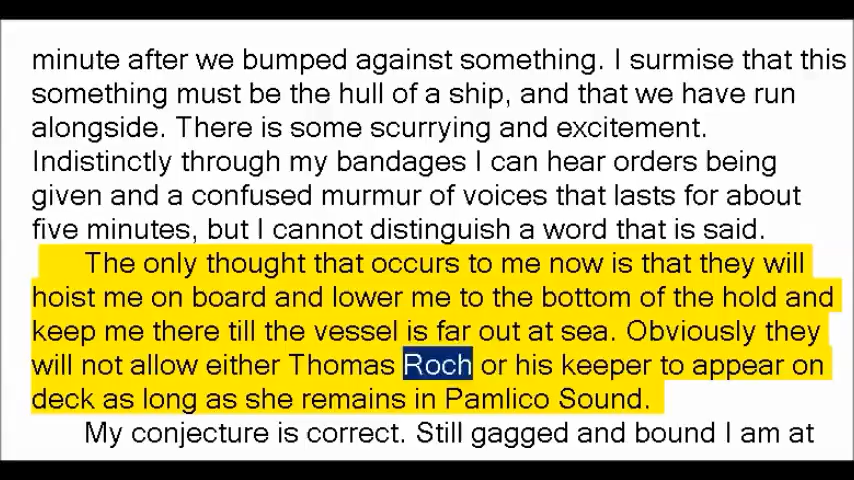 minute after we bumped against something. I surmise that this
something must be the hull of a ship, and that we have run
alongside. There is some scurrying and excitement.
Indistinctly through my bandages I can hear orders being
given and a confused murmur of voices that lasts for about
five minutes, but I cannot distinguish a word that is said.
The only thought that occurs to me now is that they will
hoist me on board and lower me to the bottom of the hold and
keep me there till the vessel is far out at sea. Obviously they
will not allow either Thomas Roch or his keeper to appear on
deck as long as she remains in Pamlico Sound.
My conjecture is correct. Still gagged and bound I am at